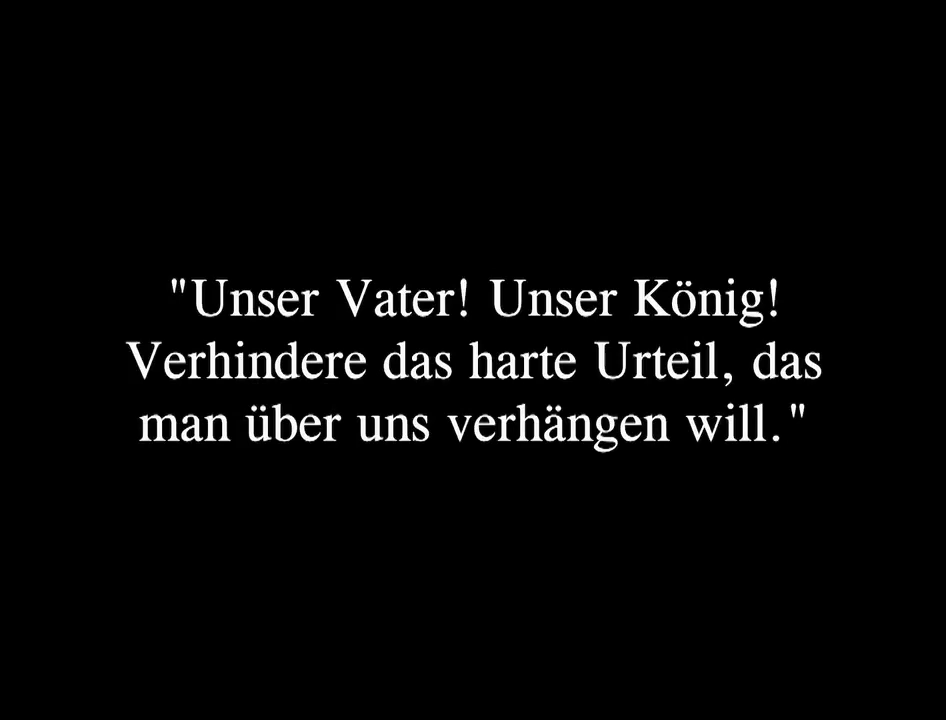 "Unser Vater! Unser König!
Verhindere das harte Urteil, das
man über uns verhängen will."